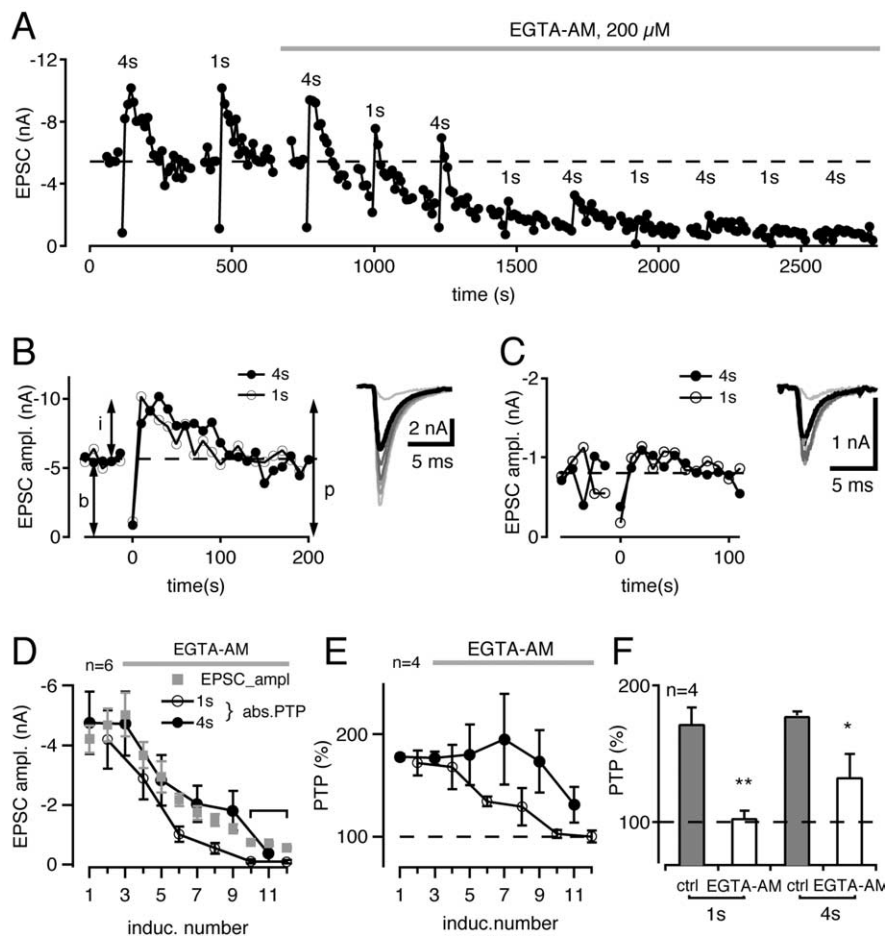 A
EGTA-AM, 200 µM
EPSC (nA)
-12
-8
-4
0
4s
1s
4s
1s
4s
1s
4s
1s
4s
1s
4s
0
500
1000
1500
2000
2500
time (s)
B
EPSC ampl. (nA)
-10
-5
0
i
b
p
4s
1s
0
100
200
time(s)
2 nA
5 ms
C
EPSC ampl. (nA)
-2
-1
0
4s
1s
0
100
time(s)
1 nA
5 ms
D
n=6
EGTA-AM
EPSC_ampl
1s
4s
} abs.PTP
EPSC ampl. (nA)
-6
-4
-2
0
1
3
5
7
9
11
induc. number
E
n=4
EGTA-AM
PTP (%)
200
100
1
3
5
7
9
11
induc.number
F
n=4
PTP (%)
200
100
**
*
ctrl EGTA-AM ctrl EGTA-AM
1s
4s